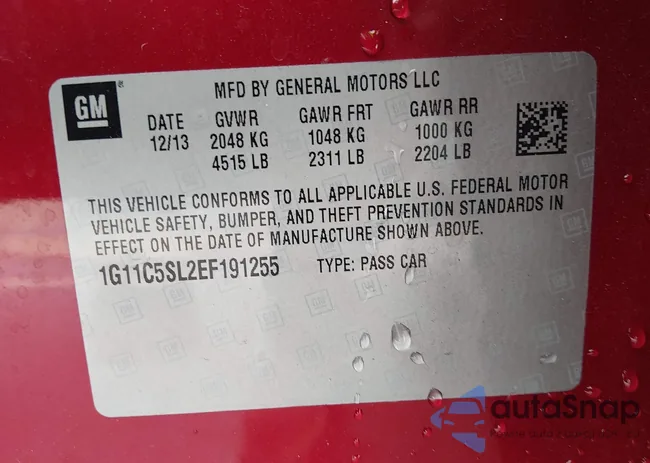 GM
MFD BY GENERAL MOTORS LLC
DATE GVWR GAWR FRT GAWR RR
12/13 2048 KG 1048 KG 1000 KG
4515 LB 2311 LB 2204 LB
THIS VEHICLE CONFORMS TO ALL APPLICABLE U.S. FEDERAL MOTOR
VEHICLE SAFETY, BUMPER, AND THEFT PREVENTION STANDARDS IN
EFFECT ON THE DATE OF MANUFACTURE SHOWN ABOVE.
1G11C5SL2EF191255 TYPE: PASS CAR
autoSnap